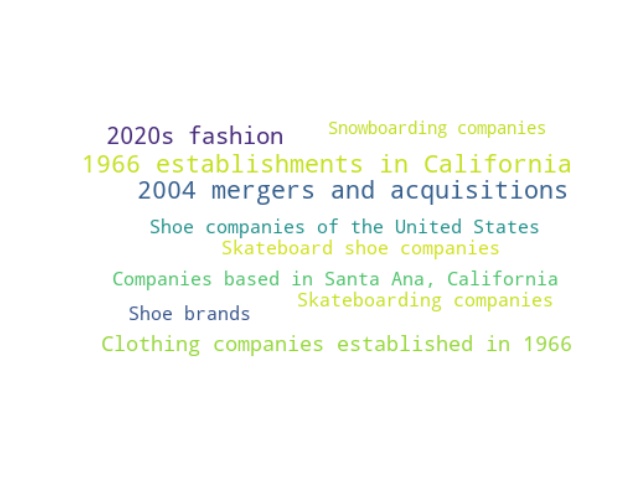 2020s fashion
Snowboarding companies
1966 establishments in California
2004 mergers and acquisitions
Shoe companies of the United States
Skateboard shoe companies
Companies based in Santa Ana, California
Skateboarding companies
Shoe brands
Clothing companies established in 1966